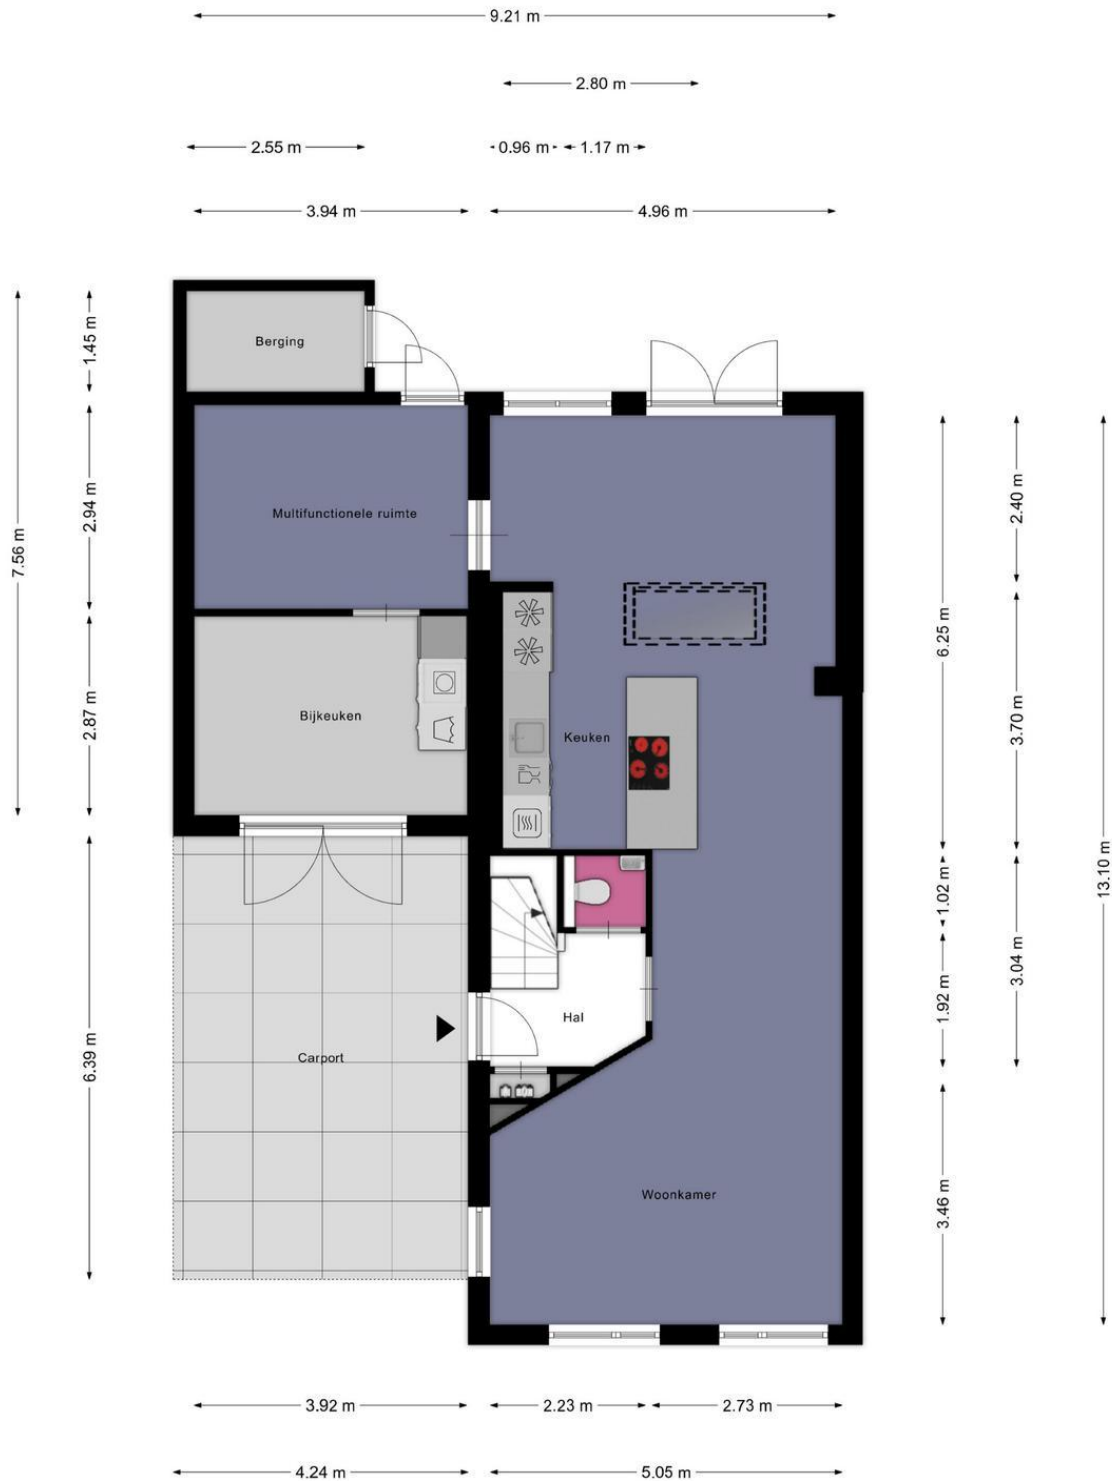 9.21 m
2.80 m
2.55 m
0.96 m
1.17 m
3.94 m
4.96 m
Berging
1.45 m
Multifunctionele ruimte
2.94 m
2.40 m
7.56 m
6.25 m
Bijkeuken
2.87 m
Keuken
3.70 m
13.10 m
1.02 m
3.04 m
1.92 m
Hal
Carport
6.39 m
Woonkamer
3.46 m
3.92 m
2.23 m
2.73 m
4.24 m
5.05 m